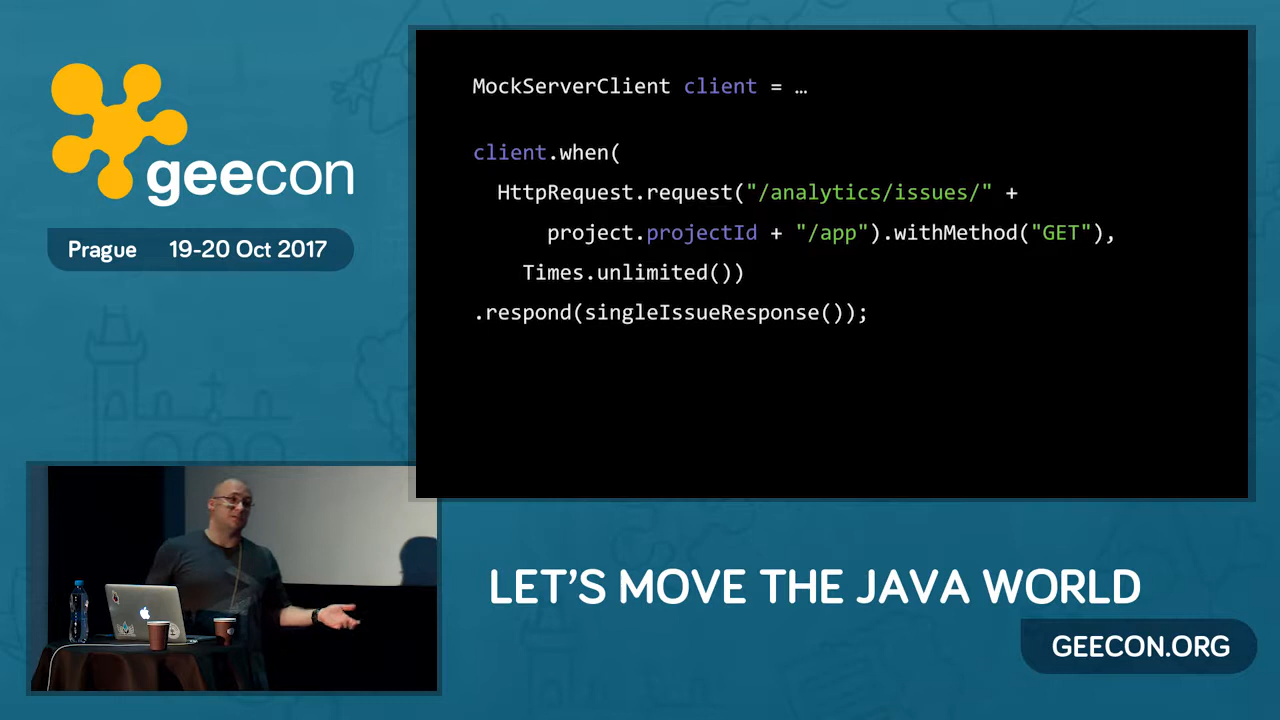 geecon
Prague 19-20 Oct 2017
MockServerClient client = …
client.when(
HttpRequest.request("/analytics/issues/" +
project.projectId + "/app").withMethod("GET"),
Times.unlimited())
.respond(singleIssueResponse());
LET'S MOVE THE JAVA WORLD
GEECON.ORG